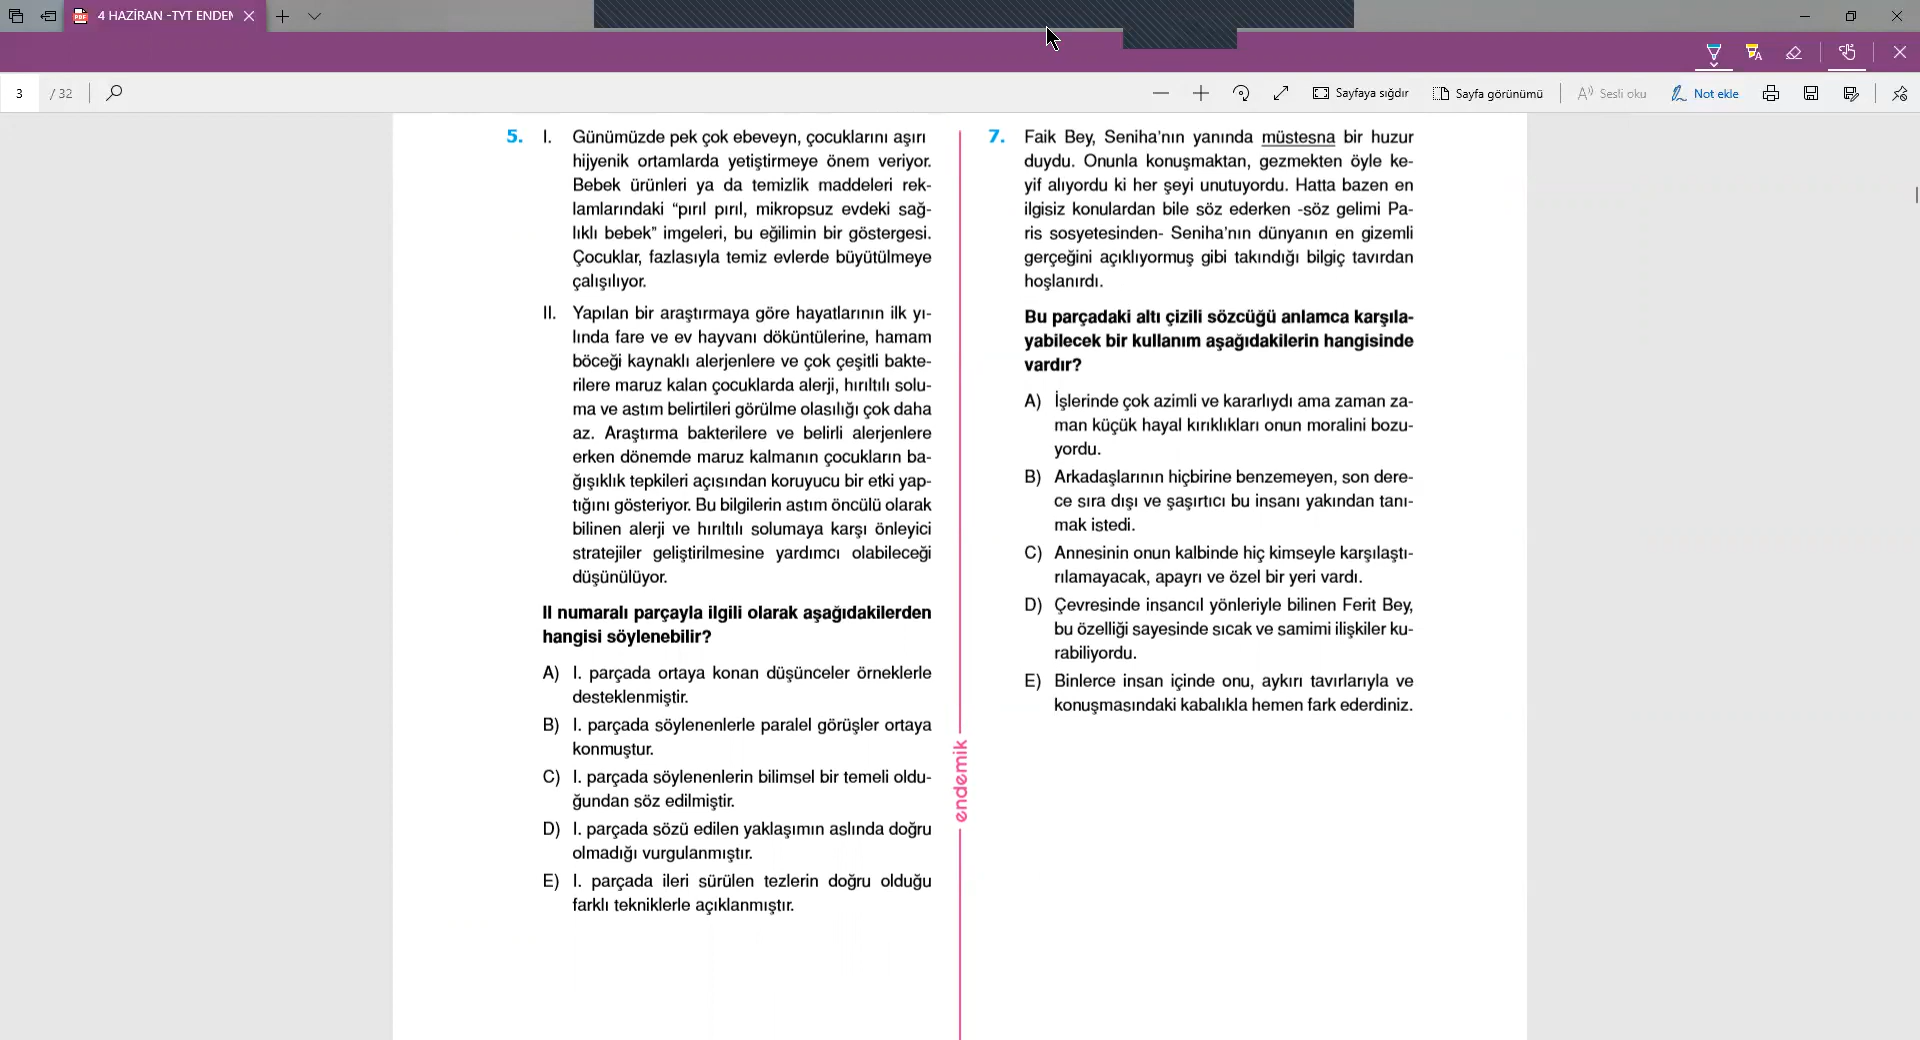 4 HAZİRAN -TYT ENDEM
3
/ 32
Sayfaya sığdır
Sayfa görünümü
Sesli oku
Not ekle
5. I. Günümüzde pek çok ebeveyn, çocuklarını aşırı
hijyenik ortamlarda yetiştirmeye önem veriyor.
Bebek ürünleri ya da temizlik maddeleri rek-
lamlarındaki “pırıl pırıl, mikropsuz evdeki sağ-
lıklı bebek” imgeleri, bu eğilimin bir göstergesi.
Çocuklar, fazlasıyla temiz evlerde büyütülmeye
çalışılıyor.
II. Yapılan bir araştırmaya göre hayatlarının ilk yı-
lında fare ve ev hayvanı döküntülerine, hamam
böceği kaynaklı alerjenlere ve çok çeşitli bakte-
rilere maruz kalan çocuklarda alerji, hırıltılı solu-
ma ve astım belirtileri görülme olasılığı çok daha
az. Araştırma bakterilere ve belirli alerjenlere
erken dönemde maruz kalmanın çocukların ba-
ğışıklık tepkileri açısından koruyucu bir etki yap-
tığını gösteriyor. Bu bilgilerin astım öncülü olarak
bilinen alerji ve hırıltılı solumaya karşı önleyici
stratejiler geliştirilmesine yardımcı olabileceği
düşünülüyor.
II numaralı parçayla ilgili olarak aşağıdakilerden
hangisi söylenebilir?
A) I. parçada ortaya konan düşünceler örneklerle
desteklenmiştir.
B) I. parçada söylenenlerle paralel görüşler ortaya
konmuştur.
C) I. parçada söylenenlerin bilimsel bir temeli oldu-
ğundan söz edilmiştir.
D) I. parçada sözü edilen yaklaşımın aslında doğru
olmadığı vurgulanmıştır.
E) I. parçada ileri sürülen tezlerin doğru olduğu
farklı tekniklerle açıklanmıştır.
endemik
7. Faik Bey, Seniha’nın yanında müstesna bir huzur
duydu. Onunla konuşmaktan, gezmekten öyle ke-
yif alıyordu ki her şeyi unutuyordu. Hatta bazen en
ilgisiz konulardan bile söz ederken -söz gelimi Pa-
ris sosyetesinden- Seniha’nın dünyanın en gizemli
gerçeğini açıklıyormuş gibi takındığı bilgiç tavırdan
hoşlanırdı.
Bu parçadaki altı çizili sözcüğü anlamca karşıla-
yabilecek bir kullanım aşağıdakilerin hangisinde
vardır?
A) İşlerinde çok azimli ve kararlıydı ama zaman za-
man küçük hayal kırıklıkları onun moralini bozu-
yordu.
B) Arkadaşlarının hiçbirine benzemeyen, son dere-
ce sıra dışı ve şaşırtıcı bu insanı yakından tanı-
mak istedi.
C) Annesinin onun kalbinde hiç kimseyle karşılaştı-
rılamayacak, apayrı ve özel bir yeri vardı.
D) Çevresinde insancıl yönleriyle bilinen Ferit Bey,
bu özelliği sayesinde sıcak ve samimi ilişkiler ku-
rabiliyordu.
E) Binlerce insan içinde onu, aykırı tavırlarıyla ve
konuşmasındaki kabalıkla hemen fark ederdiniz.